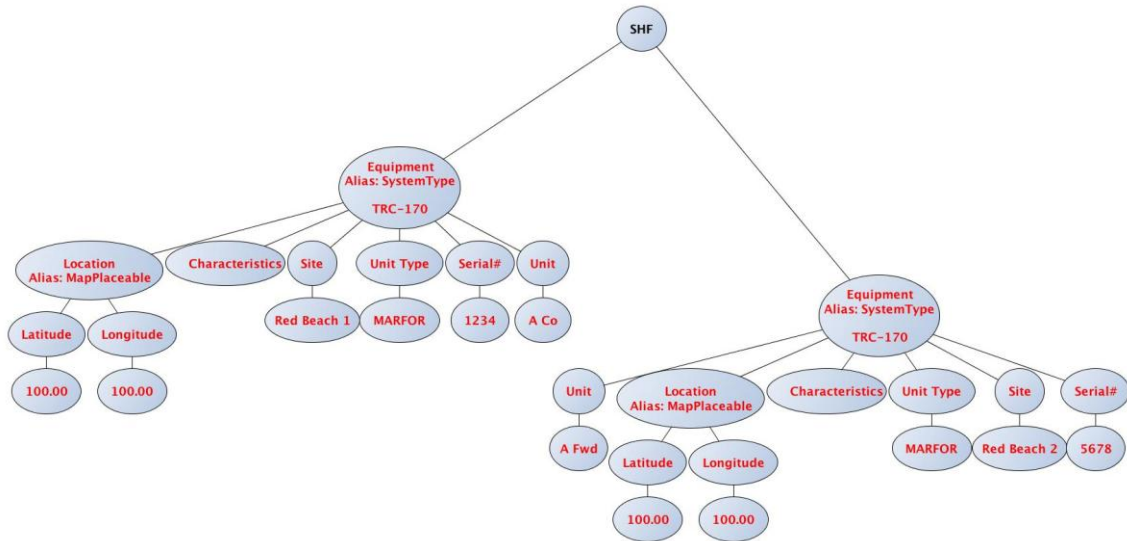 SHF
Equipment
Alias: SystemType
TRC-170
Location
Alias: MapPlaceable
Characteristics
Site
Unit Type
Serial#
Unit
Red Beach 1
MARFOR
1234
A Co
Latitude
Longitude
100.00
100.00
Equipment
Alias: SystemType
TRC-170
Unit
Location
Alias: MapPlaceable
Characteristics
Unit Type
Site
Serial#
A Fwd
MARFOR
Red Beach 2
5678
Latitude
Longitude
100.00
100.00